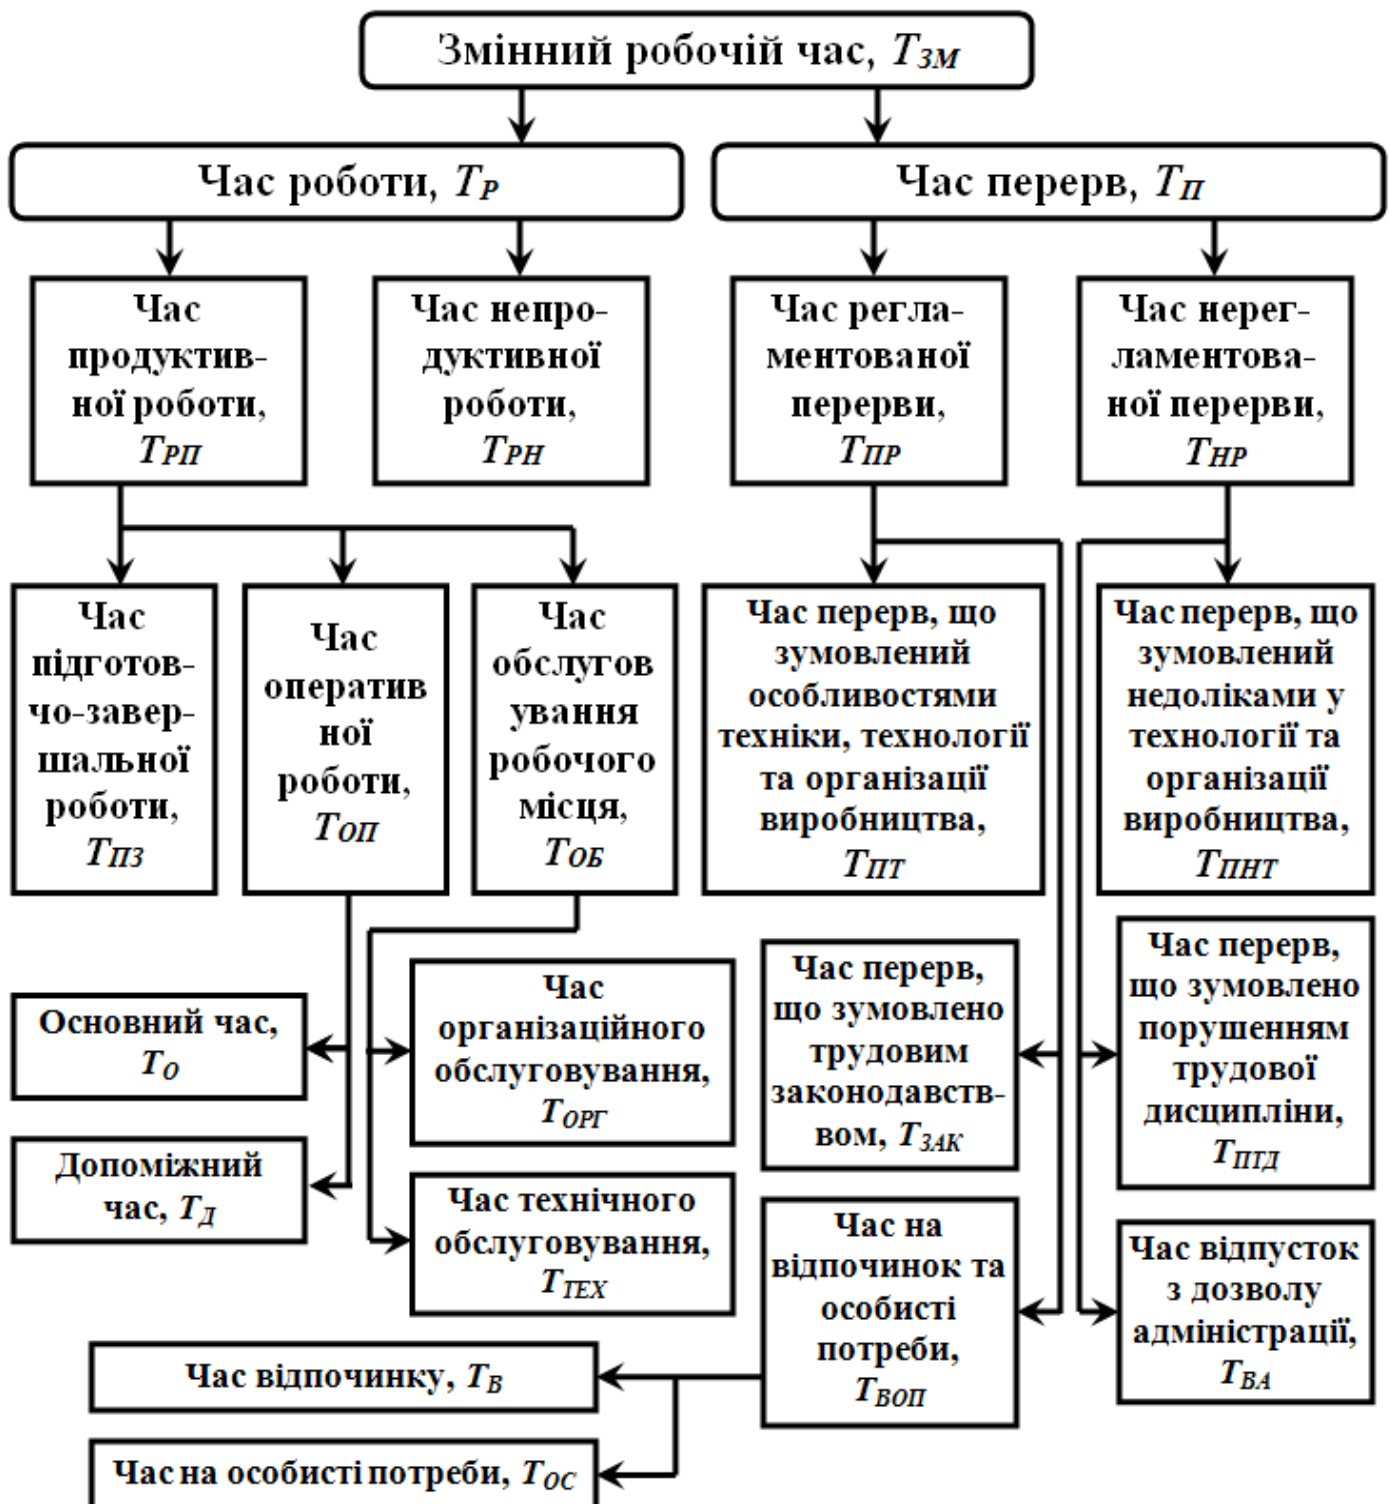 Змінний робочій час, ТЗМ
Час роботи, ТР
Час перерв, ТП
Час
продуктив-
ної роботи,
ТРП
Час непро-
дуктивної
роботи,
ТРН
Час регла-
ментованої
перерви,
ТПР
Час нерег-
ламентова-
ної перерви,
ТНР
Час
підготов-
чо-завер-
шальної
роботи,
ТПЗ
Час
оператив
ної
роботи,
ТОП
Час
обслугов
ування
робочого
місця,
ТОБ
Час перерв, що
зумовлений
особливостями
техніки, технології
та організації
виробництва,
ТПТ
Час перерв, що
зумовлений
недоліками у
технології та
організації
виробництва,
ТПНТ
Основний час,
ТО
Допоміжний
час, ТД
Час
організаційного
обслуговування,
ТОРГ
Час технічного
обслуговування,
ТТЕХ
Час перерв,
що зумовлено
трудовим
законодавств-
вом, ТЗАК
Час на
відпочинок та
особисті
потреби,
ТВОП
Час перерв,
що зумовлено
порушенням
трудової
дисципліни,
ТПТД
Час відпусток
з дозволу
адміністрації,
ТВА
Час відпочинку, ТВ
Час на особисті потреби, ТОС